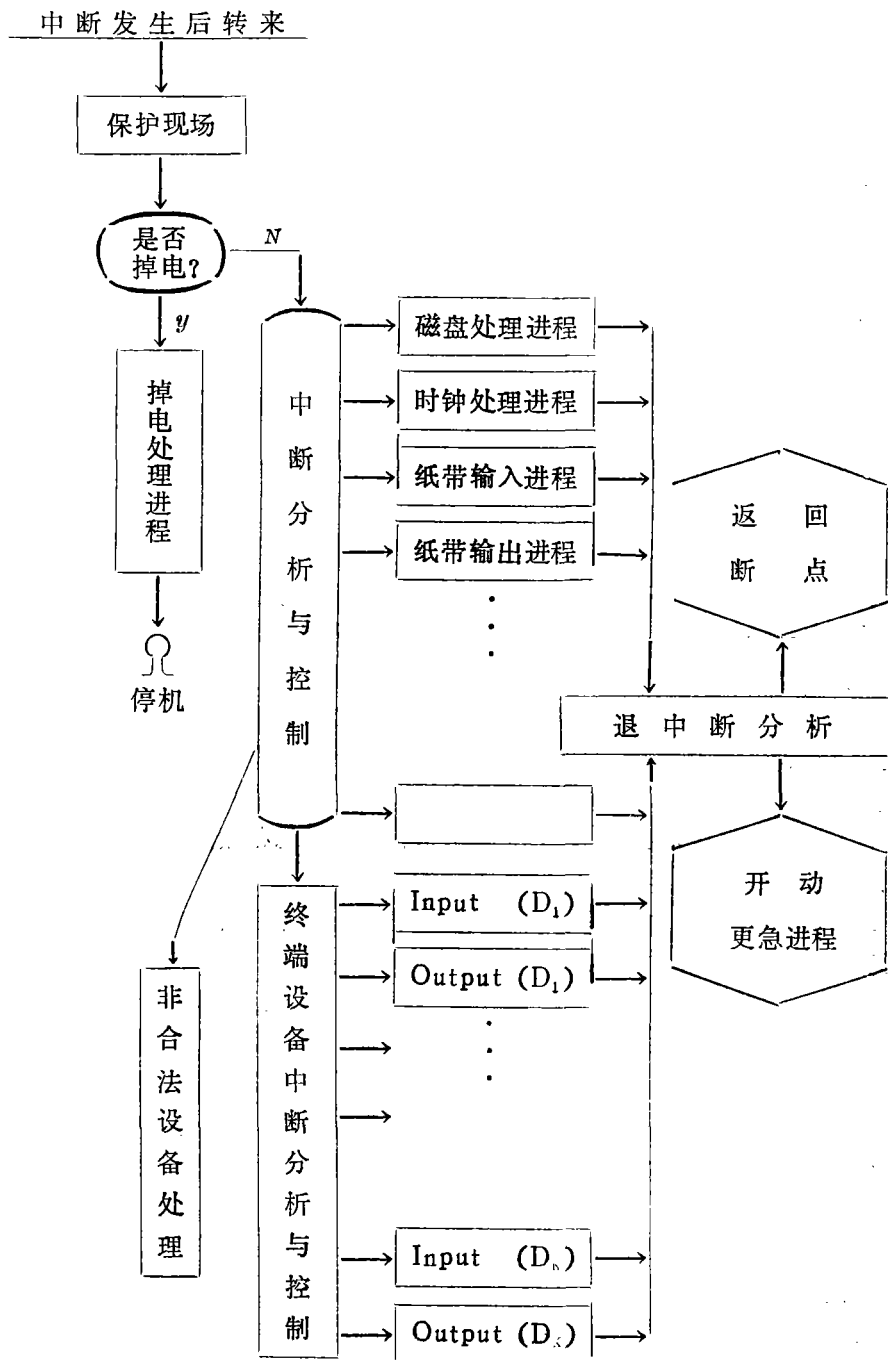 中断发生后转来
保护现场
是否
掉电?
N
y
掉电处理进程
停机
中断分析与控制
磁盘处理进程
时钟处理进程
纸带输入进程
纸带输出进程
返回
断点
退中断分析
开动
更急进程
非合法设备处理
终端设备中断分析与控制
Input (D₁)
Output (D₁)
Input
Output